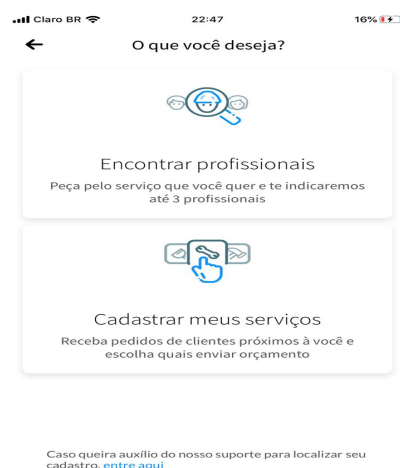 Claro BR 22:47 16%
O que você deseja?
Encontrar profissionais
Peça pelo serviço que você quer e te indicaremos
até 3 profissionais
Cadastrar meus serviços
Receba pedidos de clientes próximos à você e
escolha quais enviar orçamento
Caso queira auxílio do nosso suporte para localizar seu
cadastro, entre aqui